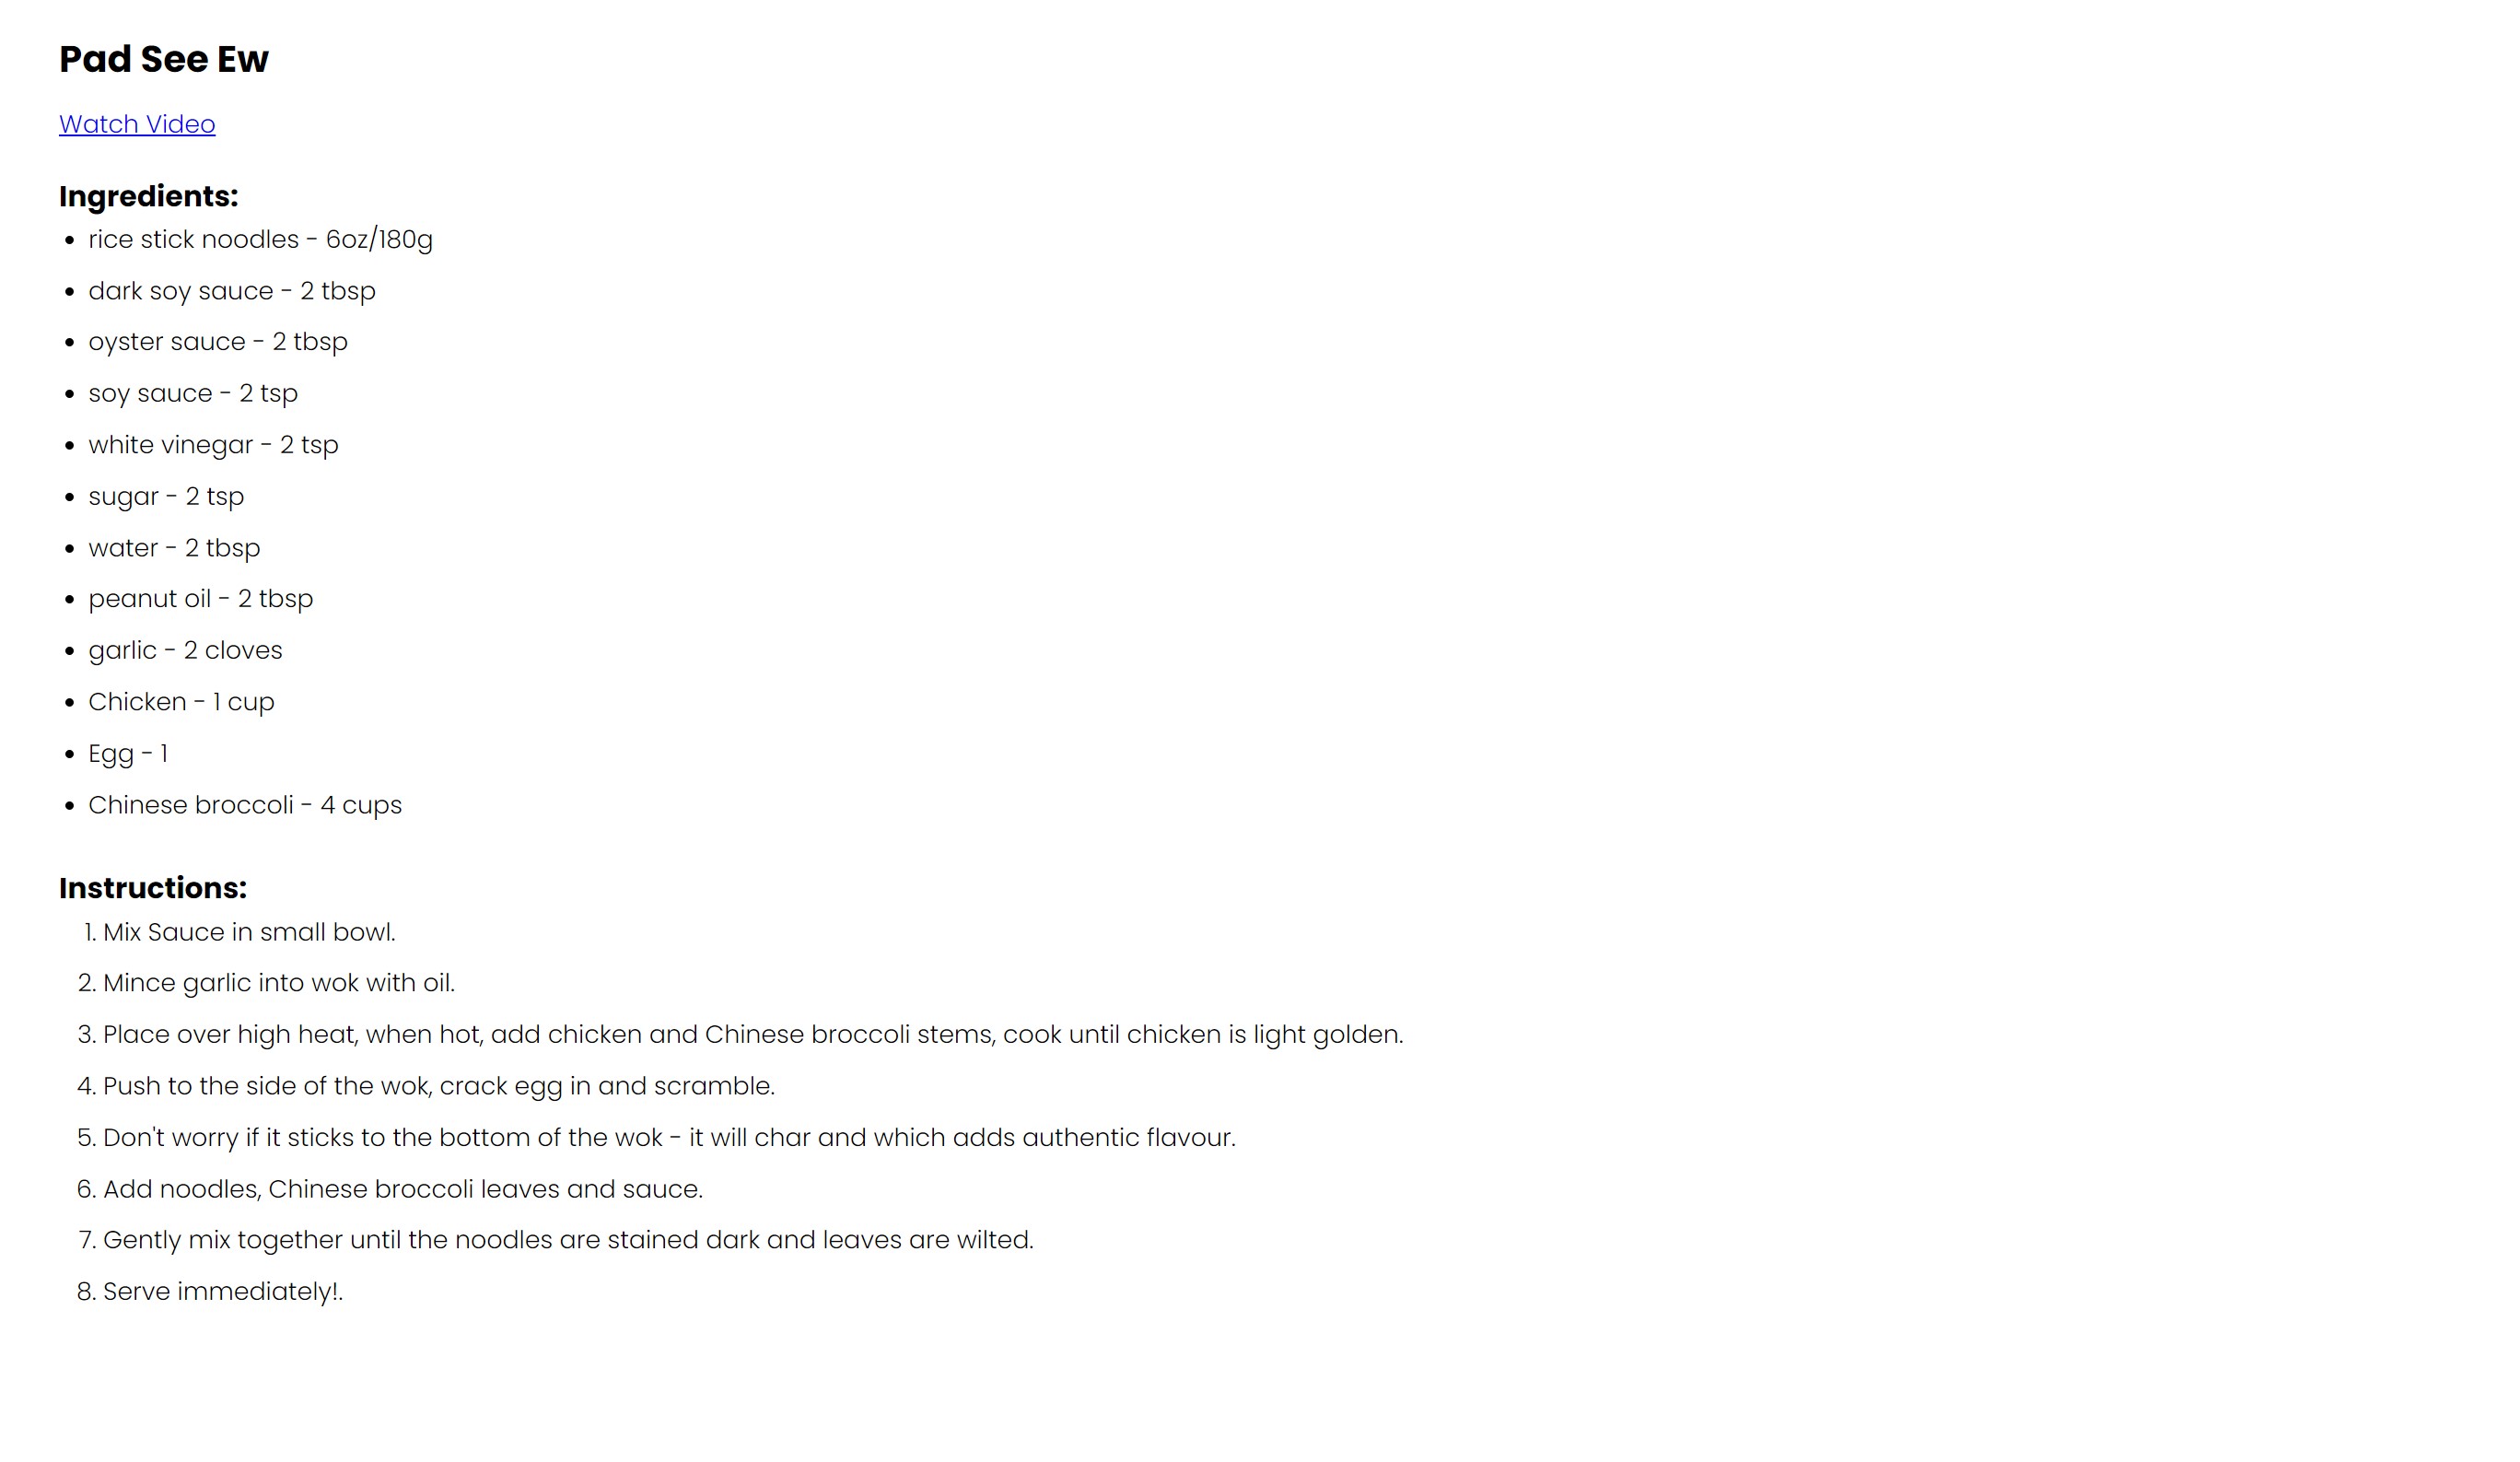 Pad See Ew
Watch Video
Ingredients:
• rice stick noodles - 6oz/180g
• dark soy sauce - 2 tbsp
• oyster sauce - 2 tbsp
• soy sauce - 2 tsp
• white vinegar - 2 tsp
• sugar - 2 tsp
• water - 2 tbsp
• peanut oil - 2 tbsp
• garlic - 2 cloves
• Chicken - 1 cup
• Egg - 1
• Chinese broccoli - 4 cups
Instructions:
1. Mix Sauce in small bowl.
2. Mince garlic into wok with oil.
3. Place over high heat, when hot, add chicken and Chinese broccoli stems, cook until chicken is light golden.
4. Push to the side of the wok, crack egg in and scramble.
5. Don't worry if it sticks to the bottom of the wok - it will char and which adds authentic flavour.
6. Add noodles, Chinese broccoli leaves and sauce.
7. Gently mix together until the noodles are stained dark and leaves are wilted.
8. Serve immediately!.